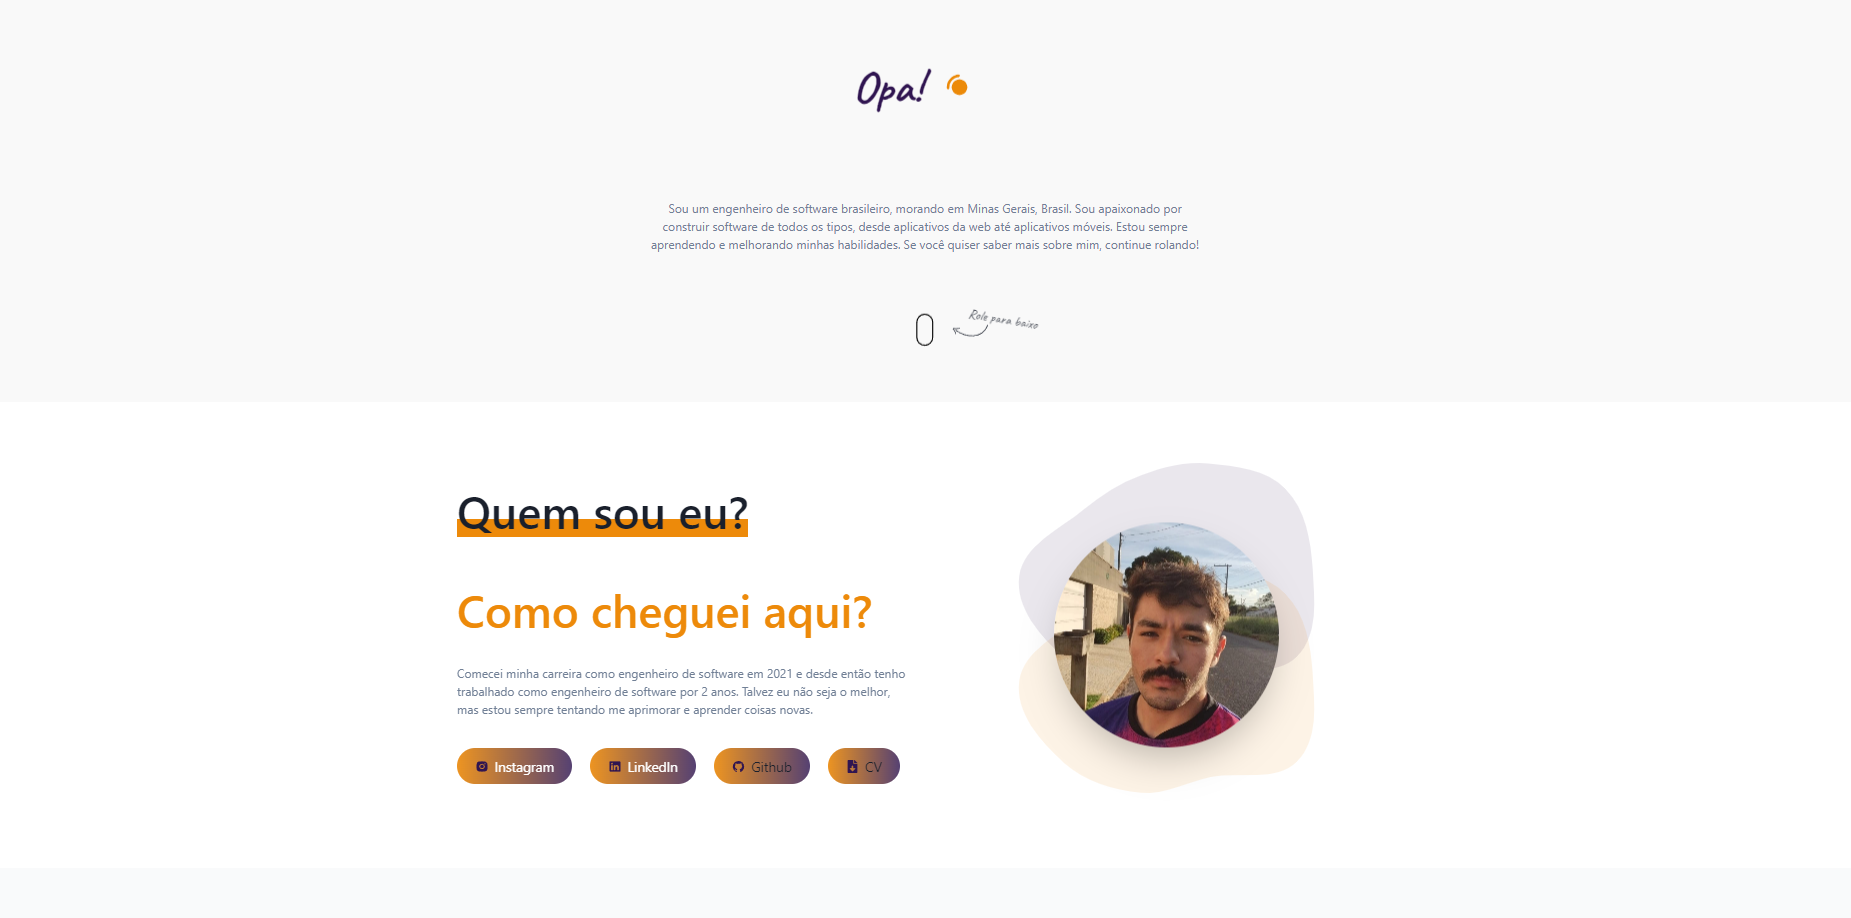 Opa!
Sou um engenheiro de software brasileiro, morando em Minas Gerais, Brasil. Sou apaixonado por
construir software de todos os tipos, desde aplicativos da web até aplicativos móveis. Estou sempre
aprendendo e melhorando minhas habilidades. Se você quiser saber mais sobre mim, continue rolando!
Role para baixo
Quem sou eu?
Como cheguei aqui?
Comecei minha carreira como engenheiro de software em 2021 e desde então tenho
trabalhado como engenheiro de software por 2 anos. Talvez eu não seja o melhor,
mas estou sempre tentando me aprimorar e aprender coisas novas.
Instagram
LinkedIn
Github
CV